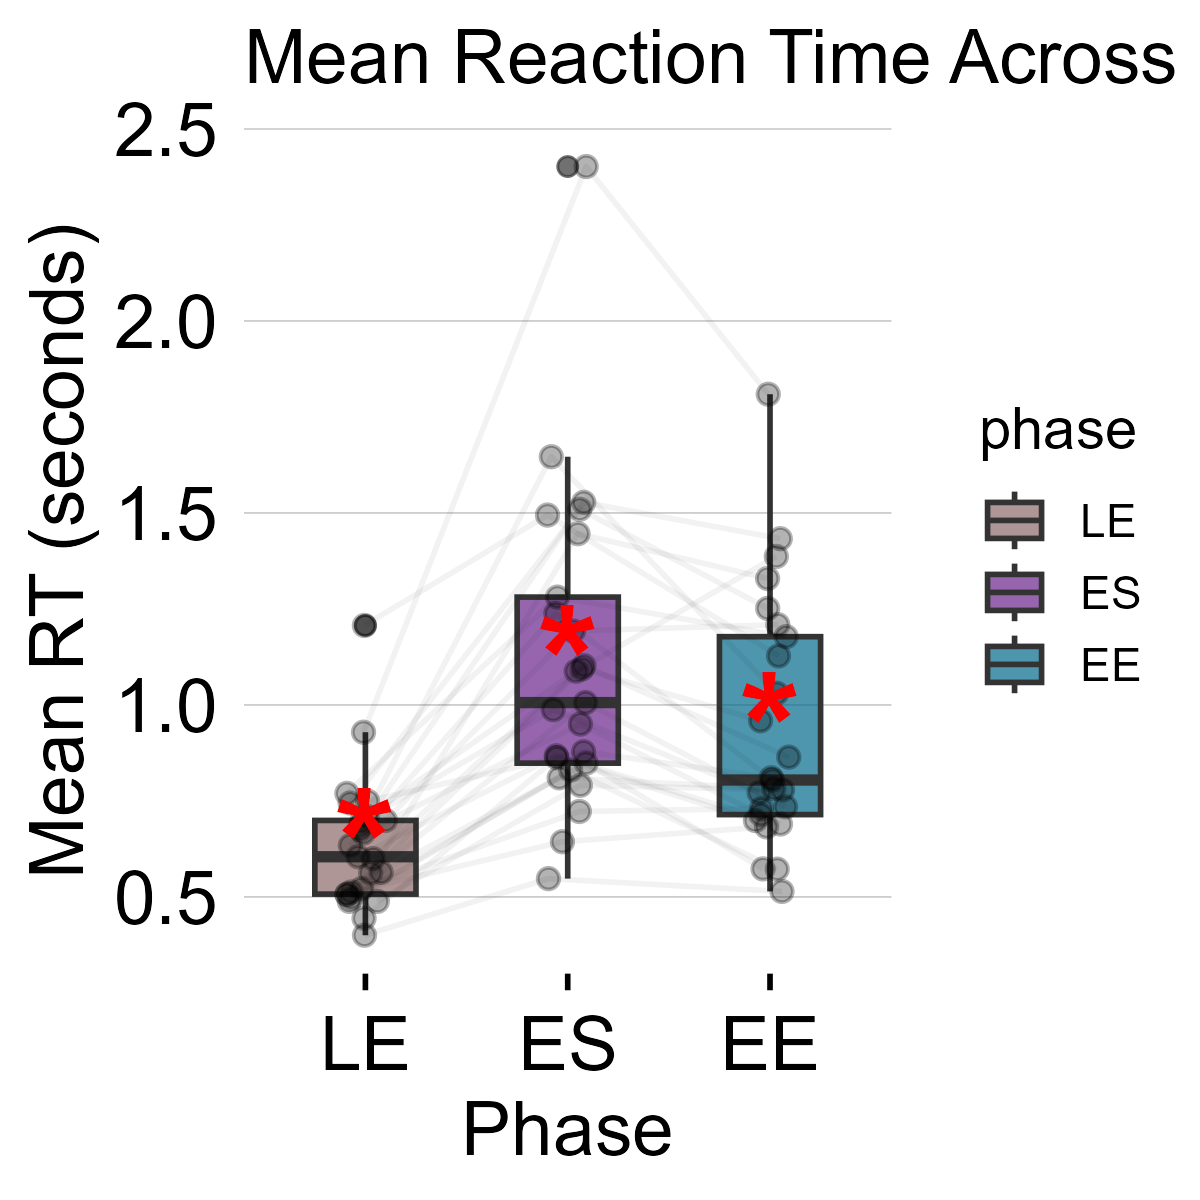 Mean Reaction Time Across
2.5
2.0
1.5
1.0
0.5
Mean RT (seconds)
*
*
*
LE
ES
EE
Phase
phase
LE
ES
EE